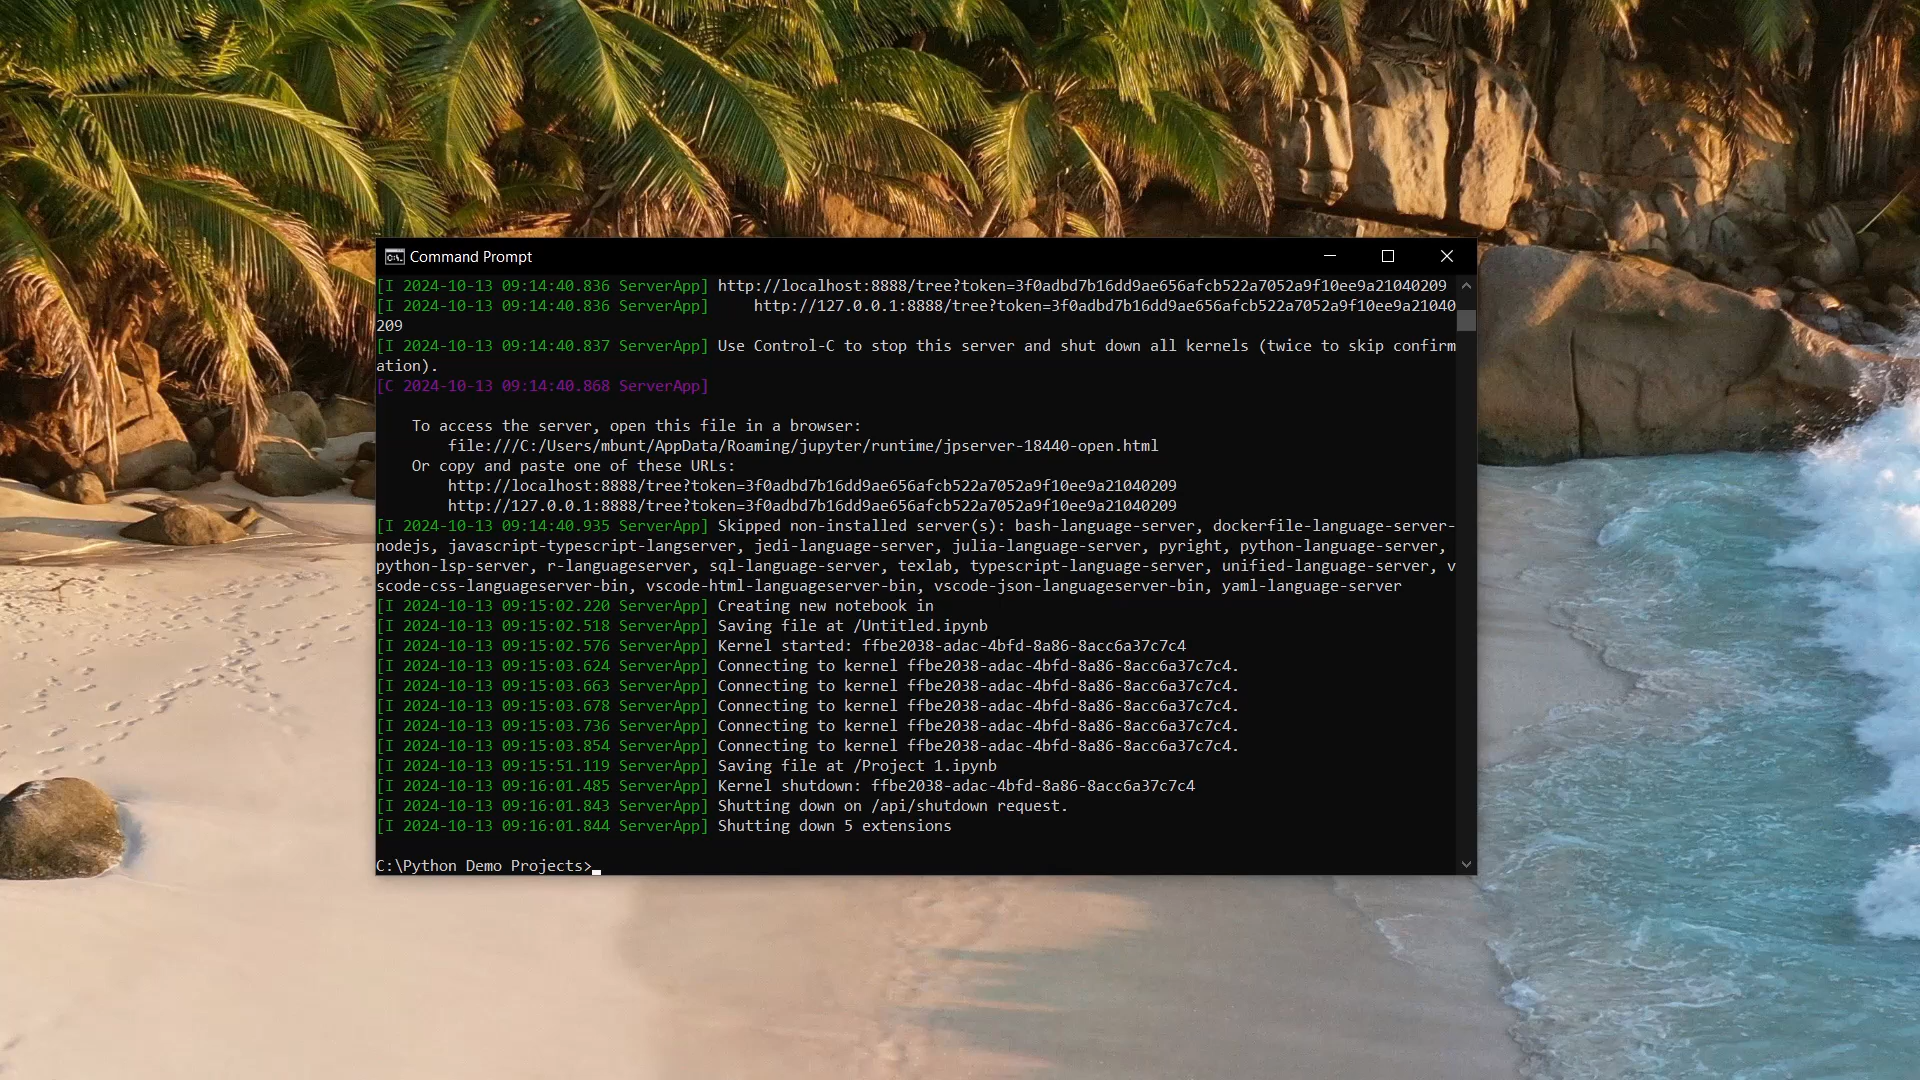 Command Prompt
[I 2024-10-13 09:14:40.836 ServerApp] http://localhost:8888/tree?token=3f0adbd7b16dd9ae656afcb522a7052a9f10ee9a21040209
[I 2024-10-13 09:14:40.836 ServerApp]     http://127.0.0.1:8888/tree?token=3f0adbd7b16dd9ae656afcb522a7052a9f10ee9a21040
209
[I 2024-10-13 09:14:40.837 ServerApp] Use Control-C to stop this server and shut down all kernels (twice to skip confirm
ation).
[C 2024-10-13 09:14:40.868 ServerApp]
    To access the server, open this file in a browser:
        file:///C:/Users/mbunt/AppData/Roaming/jupyter/runtime/jpserver-18440-open.html
    Or copy and paste one of these URLs:
        http://localhost:8888/tree?token=3f0adbd7b16dd9ae656afcb522a7052a9f10ee9a21040209
        http://127.0.0.1:8888/tree?token=3f0adbd7b16dd9ae656afcb522a7052a9f10ee9a21040209
[I 2024-10-13 09:14:40.935 ServerApp] Skipped non-installed server(s): bash-language-server, dockerfile-language-server-
nodejs, javascript-typescript-langserver, jedi-language-server, julia-language-server, pyright, python-language-server,
python-lsp-server, r-languageserver, sql-language-server, texlab, typescript-language-server, unified-language-server, v
scode-css-languageserver-bin, vscode-html-languageserver-bin, vscode-json-languageserver-bin, yaml-language-server
[I 2024-10-13 09:15:02.220 ServerApp] Creating new notebook in
[I 2024-10-13 09:15:02.518 ServerApp] Saving file at /Untitled.ipynb
[I 2024-10-13 09:15:02.576 ServerApp] Kernel started: ffbe2038-adac-4bfd-8a86-8acc6a37c7c4
[I 2024-10-13 09:15:03.624 ServerApp] Connecting to kernel ffbe2038-adac-4bfd-8a86-8acc6a37c7c4.
[I 2024-10-13 09:15:03.663 ServerApp] Connecting to kernel ffbe2038-adac-4bfd-8a86-8acc6a37c7c4.
[I 2024-10-13 09:15:03.678 ServerApp] Connecting to kernel ffbe2038-adac-4bfd-8a86-8acc6a37c7c4.
[I 2024-10-13 09:15:03.736 ServerApp] Connecting to kernel ffbe2038-adac-4bfd-8a86-8acc6a37c7c4.
[I 2024-10-13 09:15:03.854 ServerApp] Connecting to kernel ffbe2038-adac-4bfd-8a86-8acc6a37c7c4.
[I 2024-10-13 09:15:51.119 ServerApp] Saving file at /Project 1.ipynb
[I 2024-10-13 09:16:01.485 ServerApp] Kernel shutdown: ffbe2038-adac-4bfd-8a86-8acc6a37c7c4
[I 2024-10-13 09:16:01.843 ServerApp] Shutting down on /api/shutdown request.
[I 2024-10-13 09:16:01.844 ServerApp] Shutting down 5 extensions
C:\Python Demo Projects>